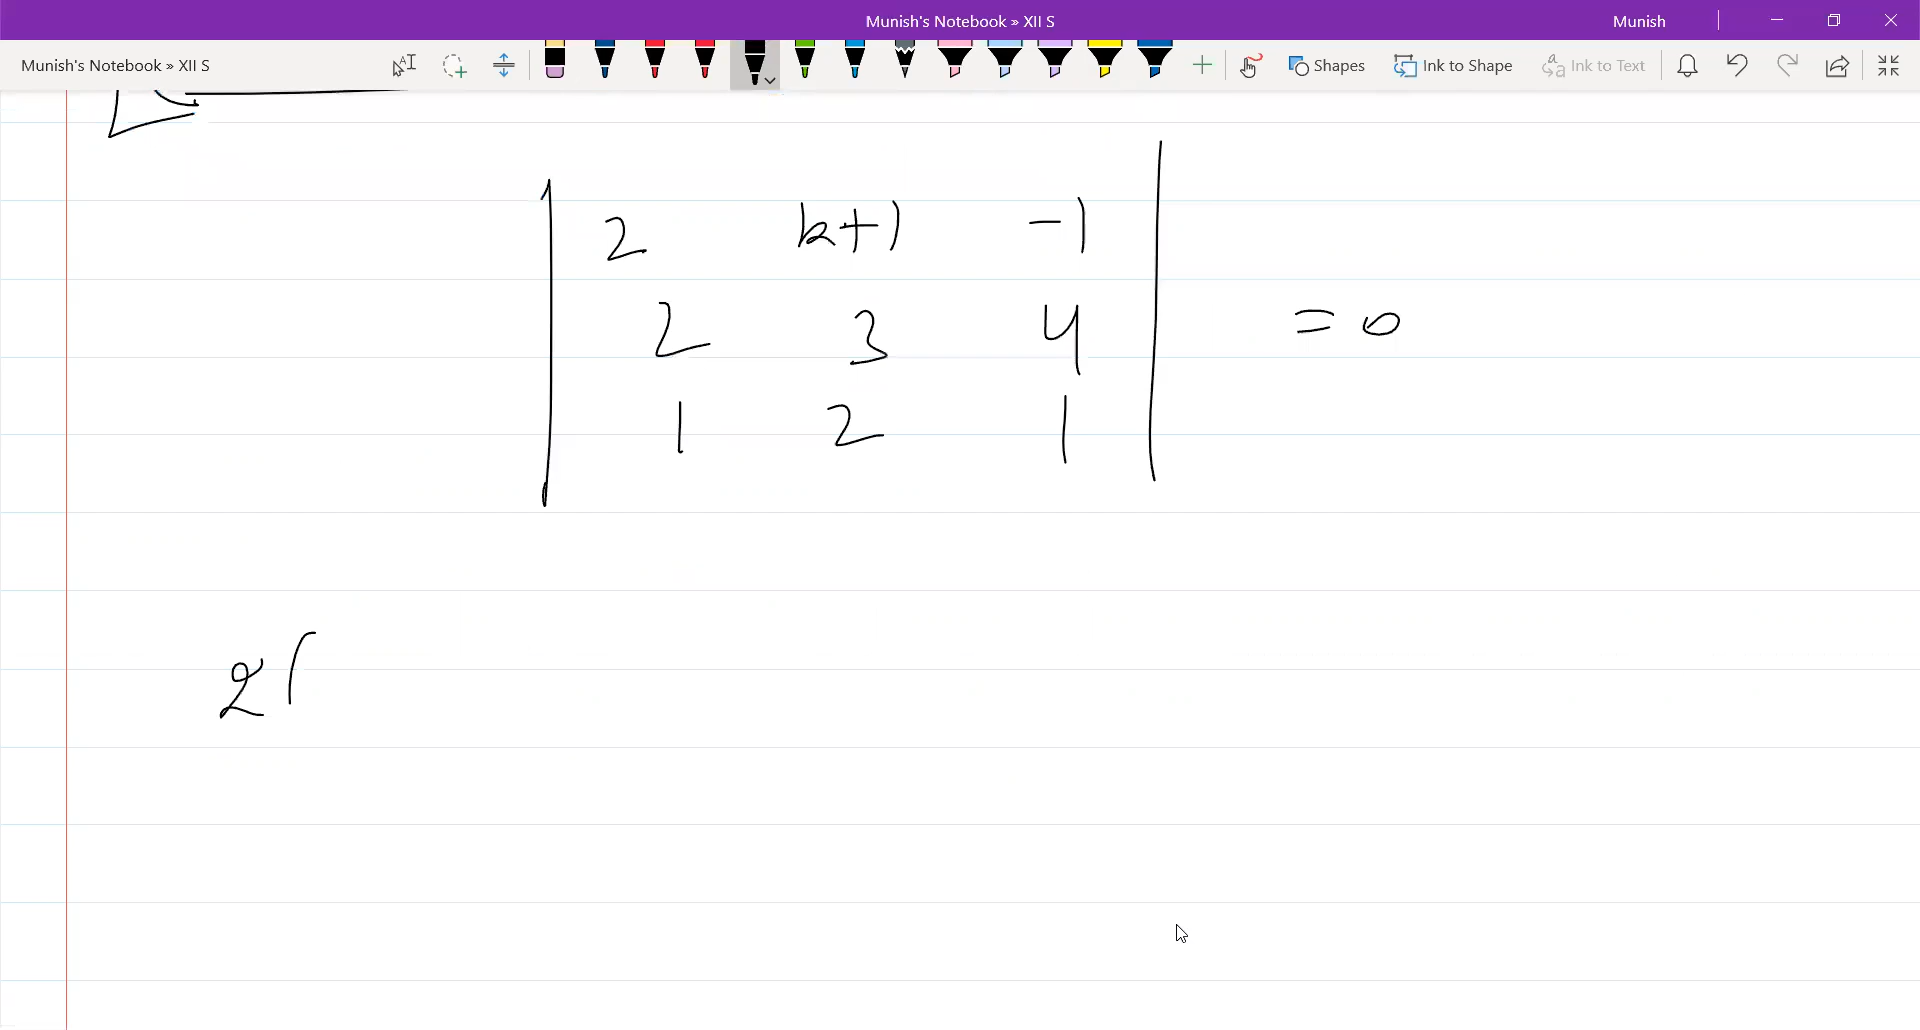 Munish's Notebook » XII S
Munish
Munish's Notebook » XII S
Shapes
Ink to Shape
Ink to Text
2 k+1 -1
2 3 4 = 0
1 2 1
2(